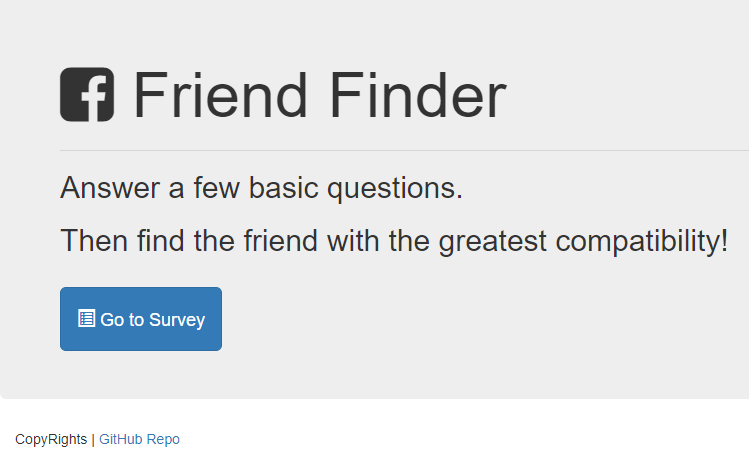 Friend Finder
Answer a few basic questions.
Then find the friend with the greatest compatibility!
Go to Survey
CopyRights | GitHub Repo